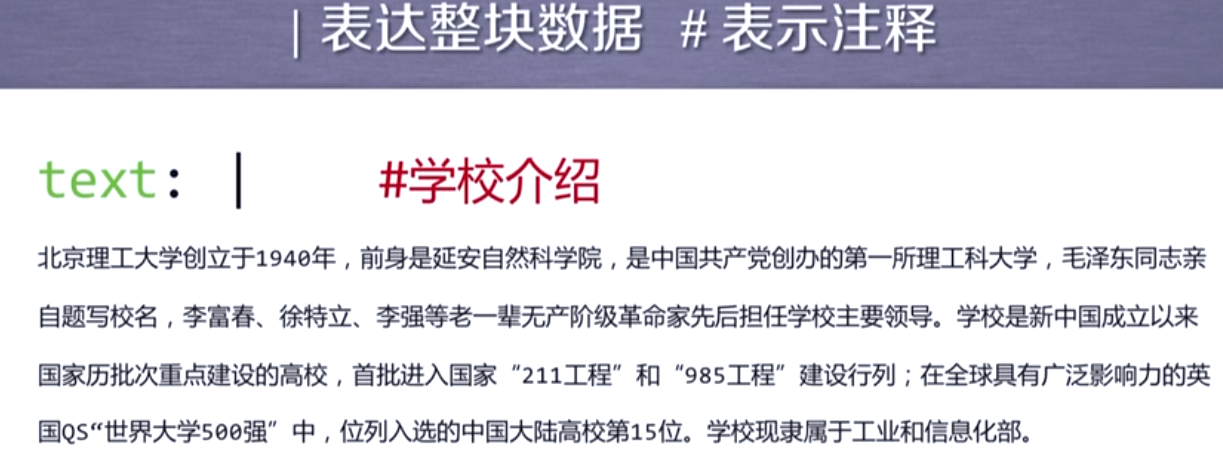 | 表达整块数据 # 表示注释
text: | #学校介绍
北京理工大学创立于1940年，前身是延安自然科学院，是中国共产党创办的第一所理工科大学，毛泽东同志亲
自题写校名，李富春、徐特立、李强等老一辈无产阶级革命家先后担任学校主要领导。学校是新中国成立以来
国家历批次重点建设的高校，首批进入国家“211工程”和“985工程”建设行列；在全球具有广泛影响力的英
国QS“世界大学500强”中，位列入选的中国大陆高校第15位。学校现隶属于工业和信息化部。